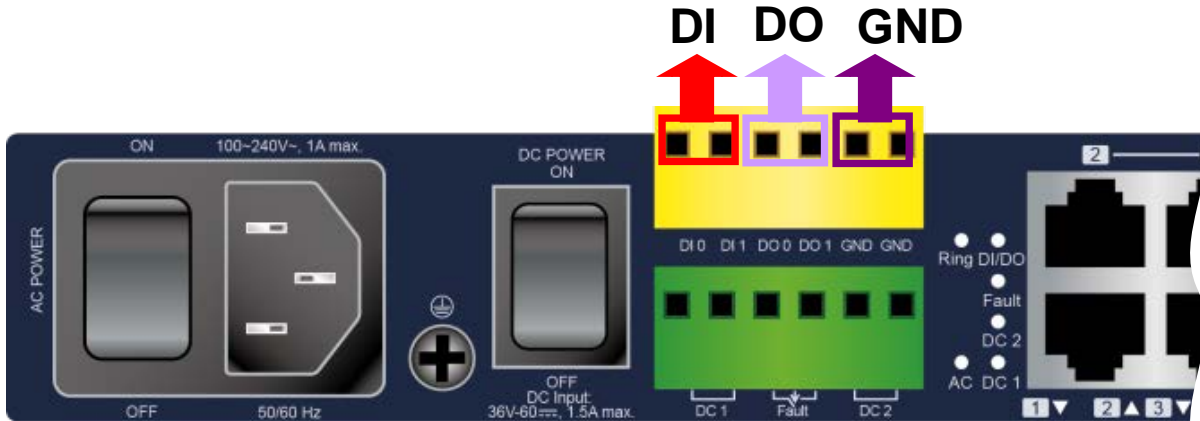 DI DO GND
ON
100~240V~, 1A max.
AC POWER
OFF
50/60 Hz
DC POWER
ON
OFF
DC Input:
36V-60⎓, 1.5A max.
DI 0 DI 1 DO 0 DO 1 GND GND
DC 1 Fault DC 2
Ring DI/DO
Fault
DC 2
AC DC 1
2
1 ▼ 2 ▲ 3 ▼